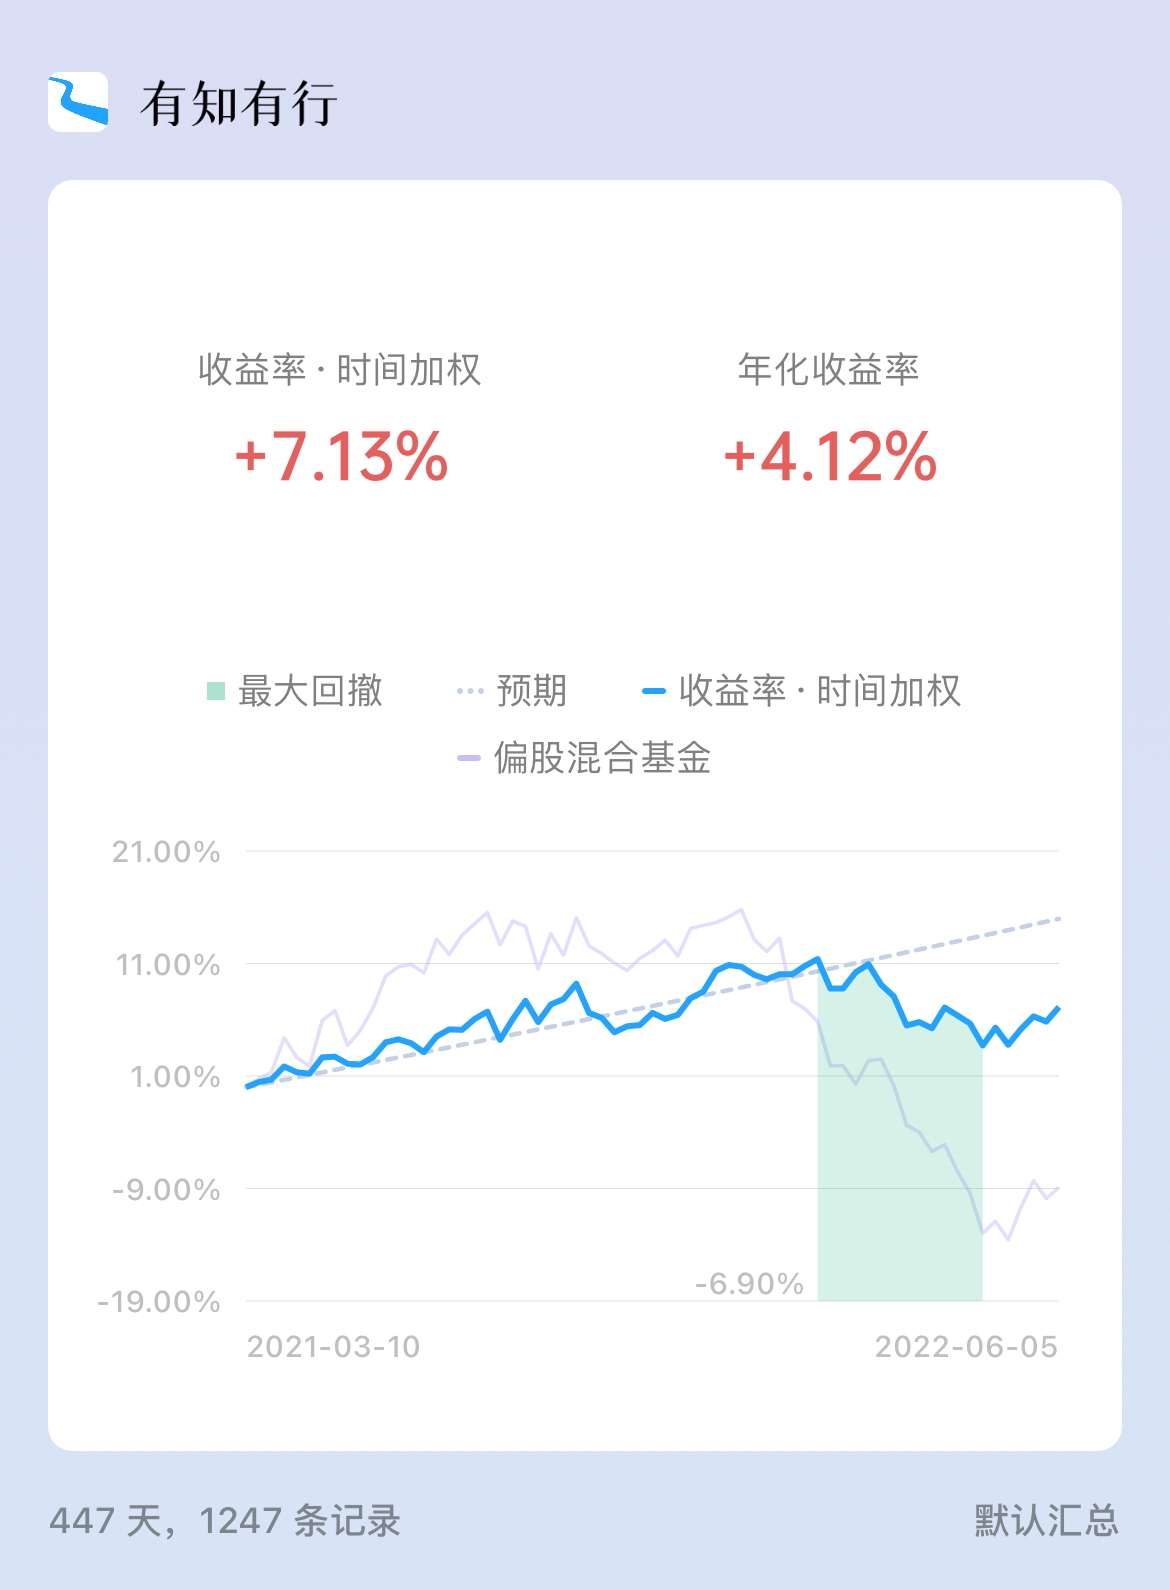 有知有行
收益率 · 时间加权 年化收益率
+7.13% +4.12%
最大回撤 预期 收益率 · 时间加权
偏股混合基金
21.00%
11.00%
1.00%
-9.00%
-6.90%
-19.00%
2021-03-10 2022-06-05
447 天，1247 条记录 默认汇总